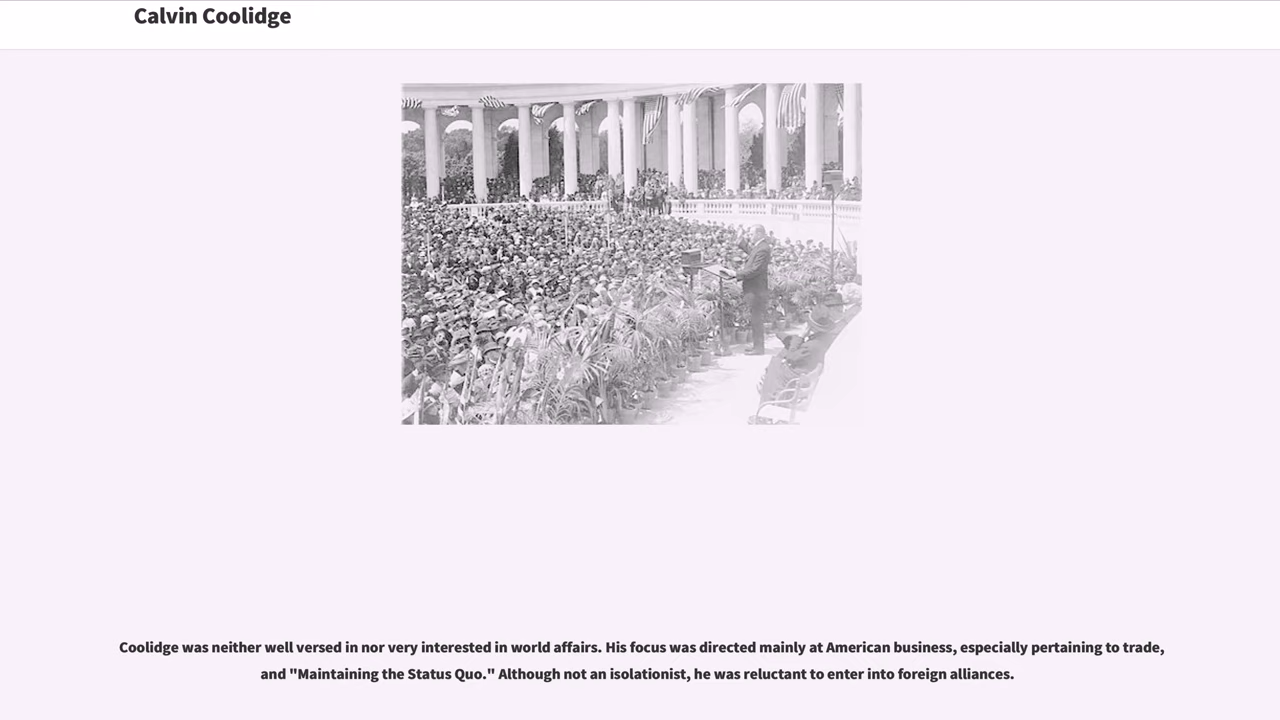 Calvin Coolidge
Coolidge was neither well versed in nor very interested in world affairs. His focus was directed mainly at American business, especially pertaining to trade,
and "Maintaining the Status Quo." Although not an isolationist, he was reluctant to enter into foreign alliances.